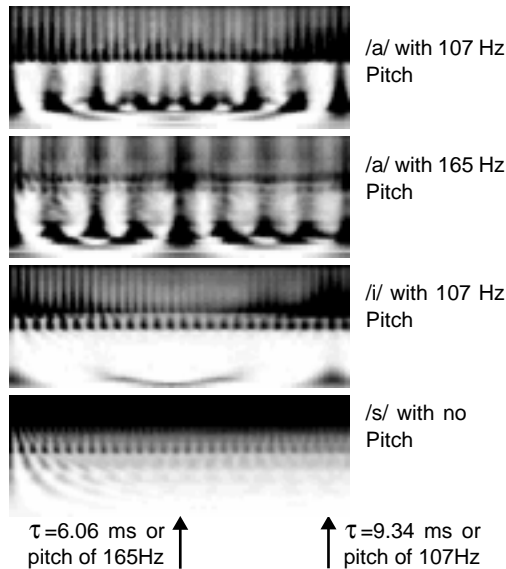 /a/ with 107 Hz
Pitch
/a/ with 165 Hz
Pitch
/i/ with 107 Hz
Pitch
/s/ with no
Pitch
τ=6.06 ms or
pitch of 165Hz
τ=9.34 ms or
pitch of 107Hz